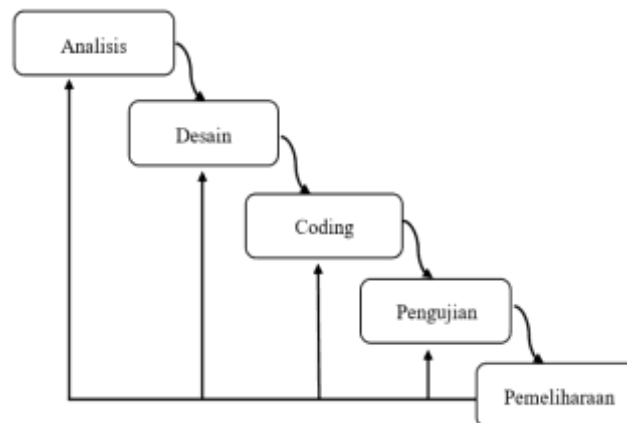 Analisis
Desain
Coding
Pengujian
Pemeliharaan